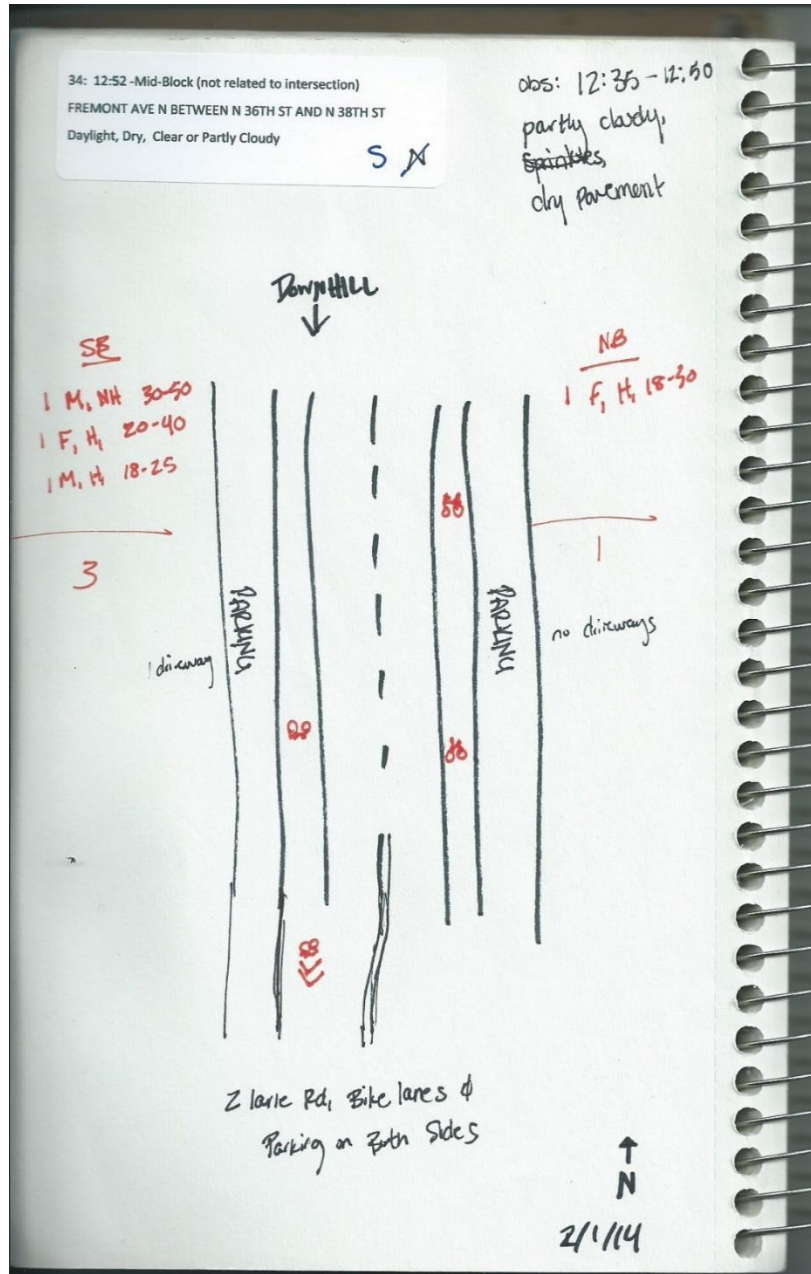 34: 12:52 -Mid-Block (not related to intersection)
FREMONT AVE N BETWEEN N 36TH ST AND N 38TH ST
Daylight, Dry, Clear or Partly Cloudy
S N
obs: 12:35-12:50
partly cloudy,
sprinkles,
dry pavement
DOWNHILL
SB
1 M, NH 30-50
1 F, H, 20-40
1 M, H, 18-25
3
NB
1 F, H, 18-30
1
PARKING
PARKING
1 driveway
no driveways
2 lane Rd, Bike lanes &
Parking on Both Sides
N
2/1/14